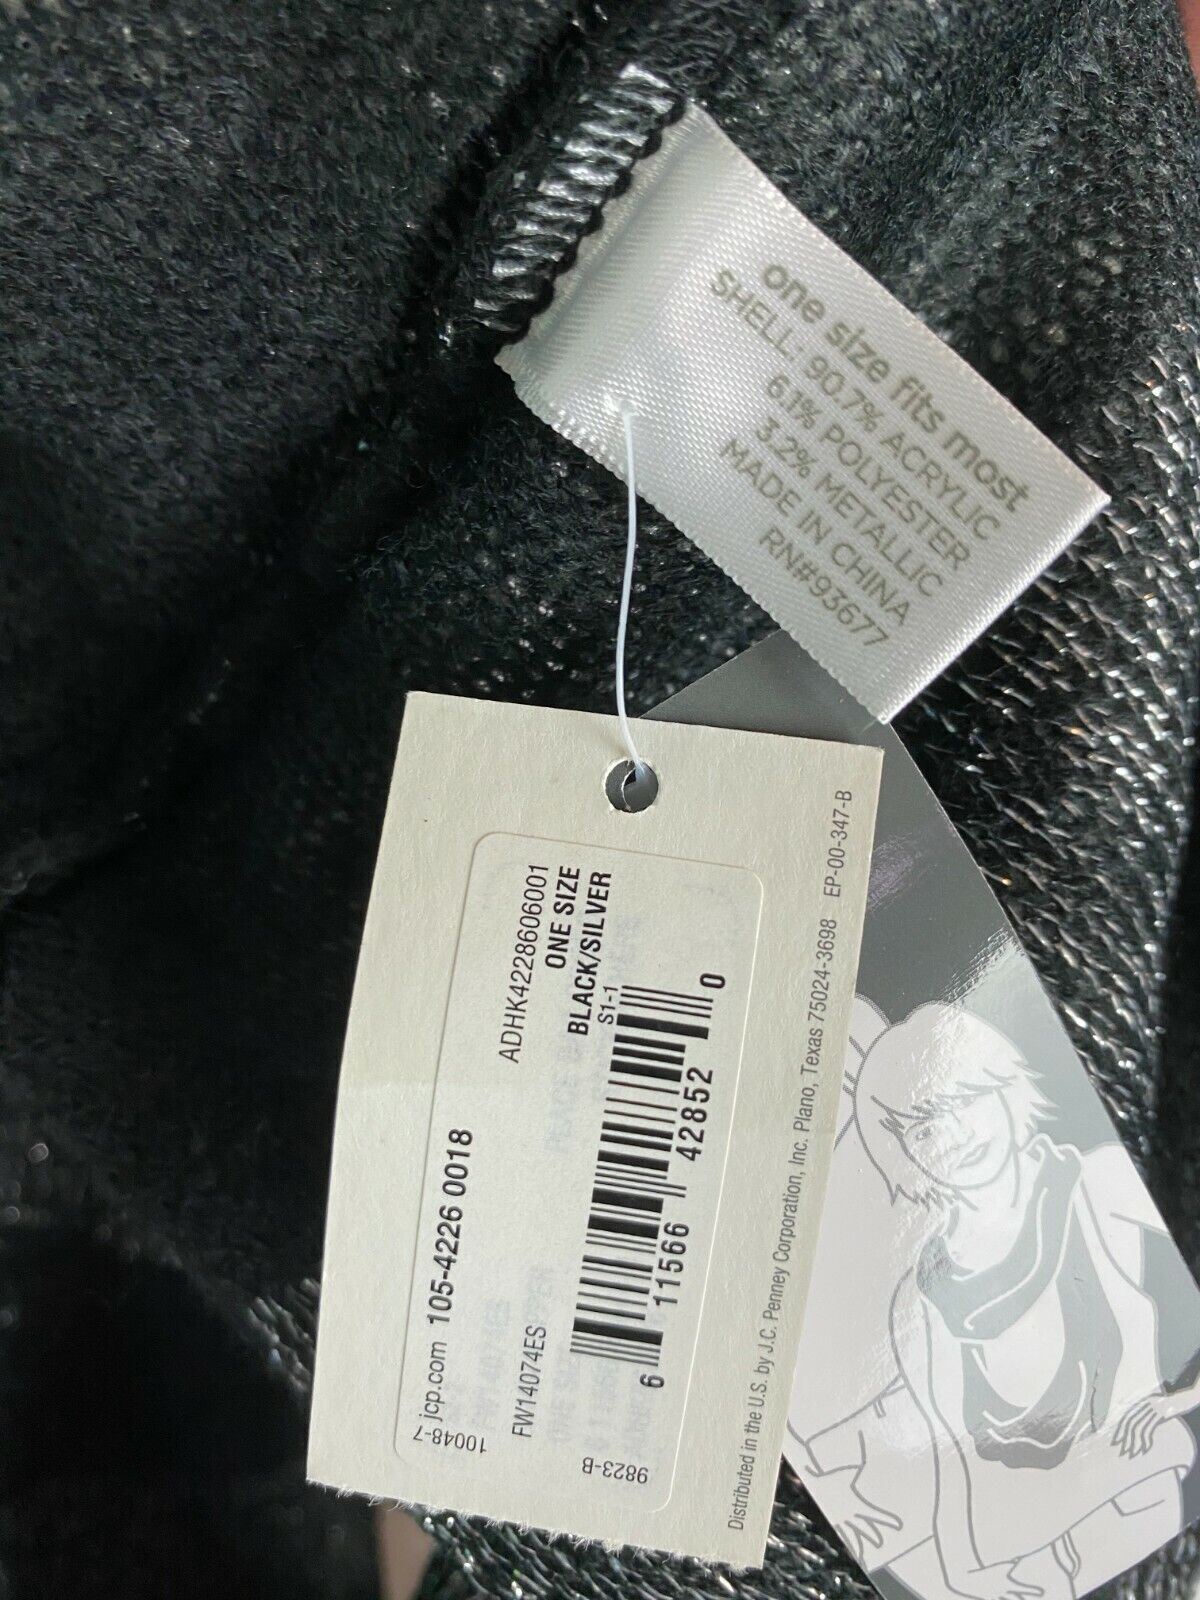 one size fits most
SHELL: 90.7% ACRYLIC
6.1% POLYESTER
3.2% METALLIC
MADE IN CHINA
RN#93677
ADHK4228606001
ONE SIZE
BLACK/SILVER
S1-1
6 11566 42852 0
FW14074ES
jcp.com 105-4226 0018
10048-7
9823-B
Distributed in the U.S. by J.C. Penney Corporation, Inc. Plano, Texas 75024-3698 EP-00-347-B